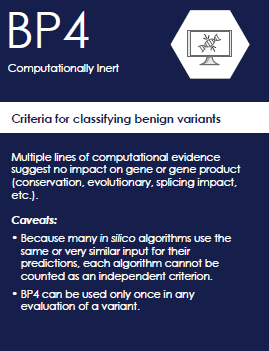 BP4
Computationally Inert
Criteria for classifying benign variants
Multiple lines of computational evidence
suggest no impact on gene or gene product
(conservation, evolutionary, splicing impact,
etc.).
Caveats:
• Because many in silico algorithms use the
same or very similar input for their
predictions, each algorithm cannot be
counted as an independent criterion.
• BP4 can be used only once in any
evaluation of a variant.